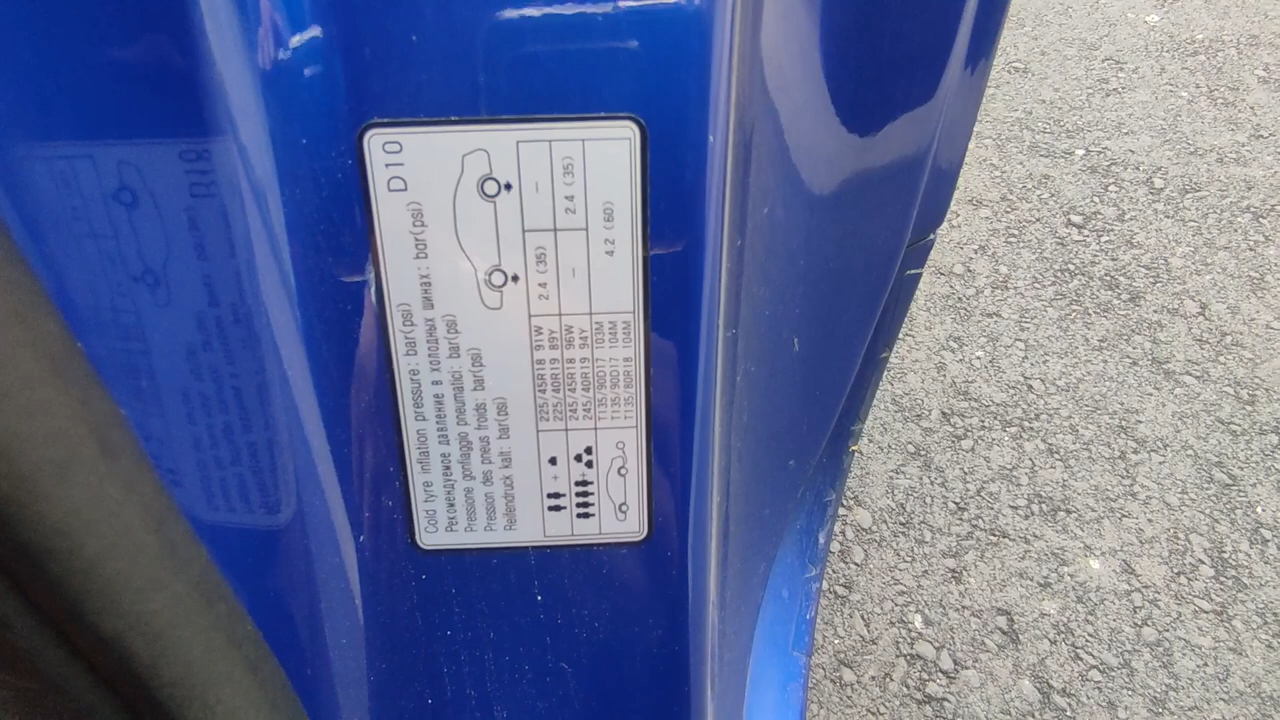 Cold tyre inflation pressure: bar(psi) D10
Рекомендуемое давление в холодных шинах: bar(psi)
Pressione gonfiaggio pneumatici: bar(psi)
Pression des pneus froids: bar(psi)
Reifendruck kalt: bar(psi)
225/45R18 91W 2.4 (35) –
225/40R19 89Y
245/45R18 96W – 2.4 (35)
245/40R19 94Y
T135/90D17 103M 4.2 (60)
T135/90D17 104M
T135/80R18 104M